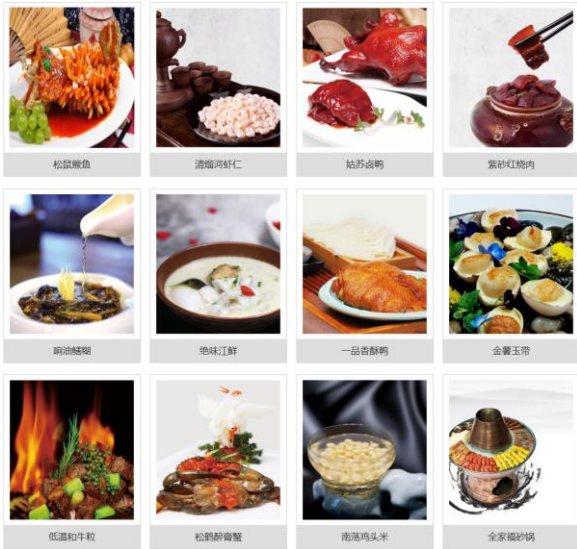 松鼠鳜鱼
清熘河虾仁
姑苏卤鸭
紫砂红烧肉
响油鳝糊
绝味江鲜
一品香酥鸭
金薯玉带
低温和牛粒
松鹤醉膏蟹
南荡鸡头米
全家福砂锅